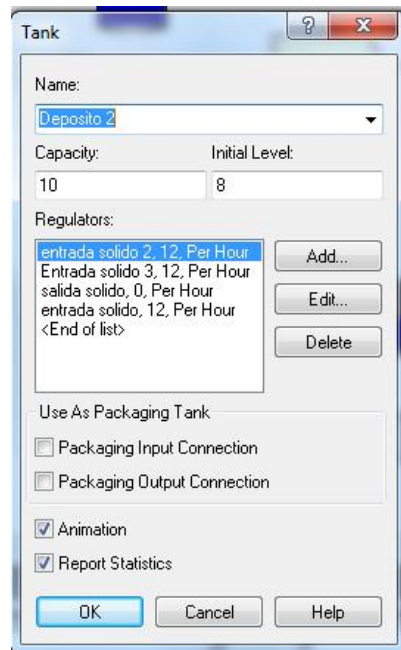 Tank
Name:
Deposito 2
Capacity: Initial Level:
10 8
Regulators:
entrada solido 2, 12, Per Hour
Entrada solido 3, 12, Per Hour
salida solido, 0, Per Hour
entrada solido, 12, Per Hour
<End of list>
Add...
Edit...
Delete
Use As Packaging Tank
Packaging Input Connection
Packaging Output Connection
Animation
Report Statistics
OK Cancel Help